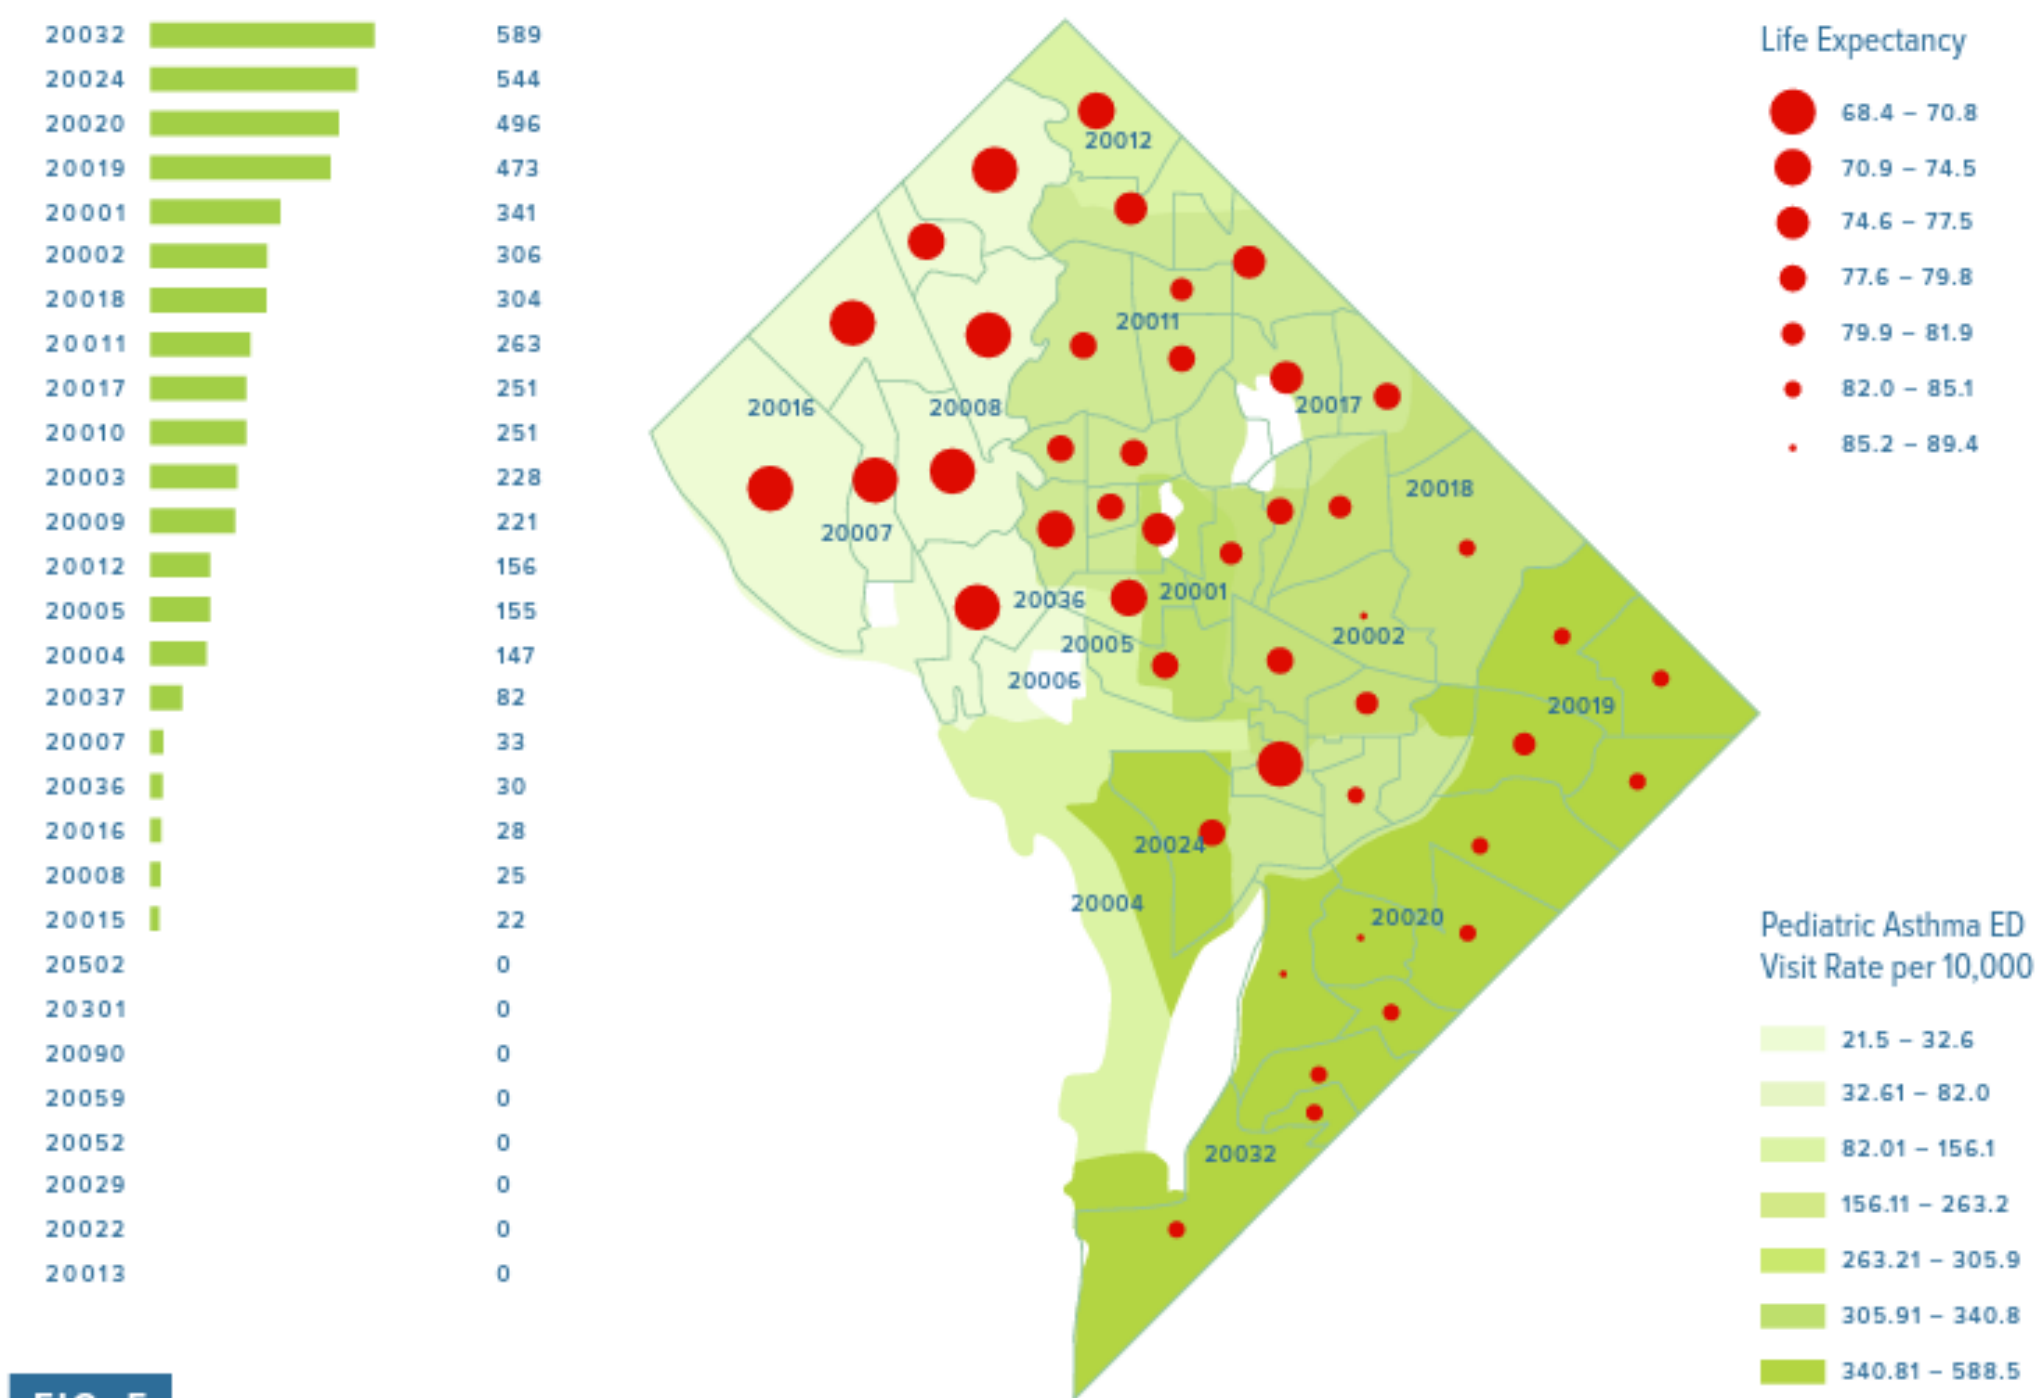 20032 589
20024 544
20020 496
20019 473
20001 341
20002 306
20018 304
20011 263
20017 251
20010 251
20003 228
20009 221
20012 156
20005 155
20004 147
20037 82
20007 33
20036 30
20016 28
20008 25
20015 22
20502 0
20301 0
20090 0
20059 0
20052 0
20029 0
20022 0
20013 0
20012
20011
20016
20008
20017
20018
20007
20036
20001
20005
20002
20006
20019
20024
20004
20020
20032
Life Expectancy
68.4 – 70.8
70.9 – 74.5
74.6 – 77.5
77.6 – 79.8
79.9 – 81.9
82.0 – 85.1
85.2 – 89.4
Pediatric Asthma ED
Visit Rate per 10,000
21.5 – 32.6
32.61 – 82.0
82.01 – 156.1
156.11 – 263.2
263.21 – 305.9
305.91 – 340.8
340.81 – 588.5